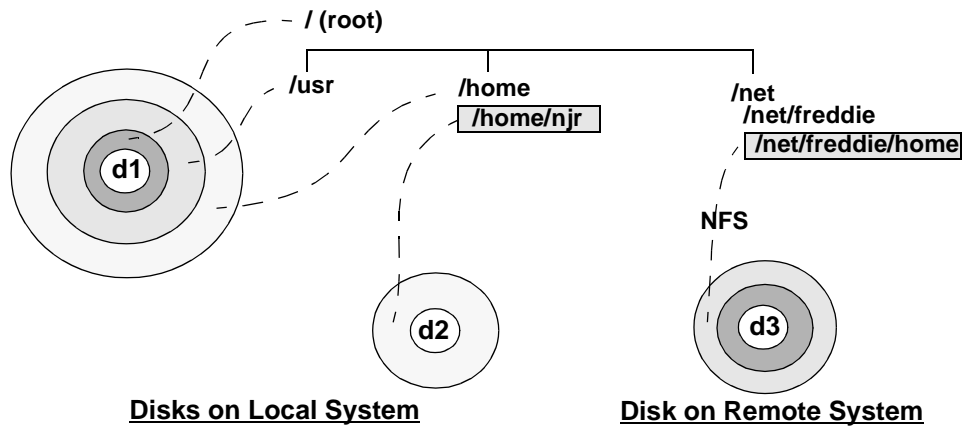 / (root)
/usr
/home
/home/njr
/net
/net/freddie
/net/freddie/home
d1
NFS
d2
d3
Disks on Local System
Disk on Remote System